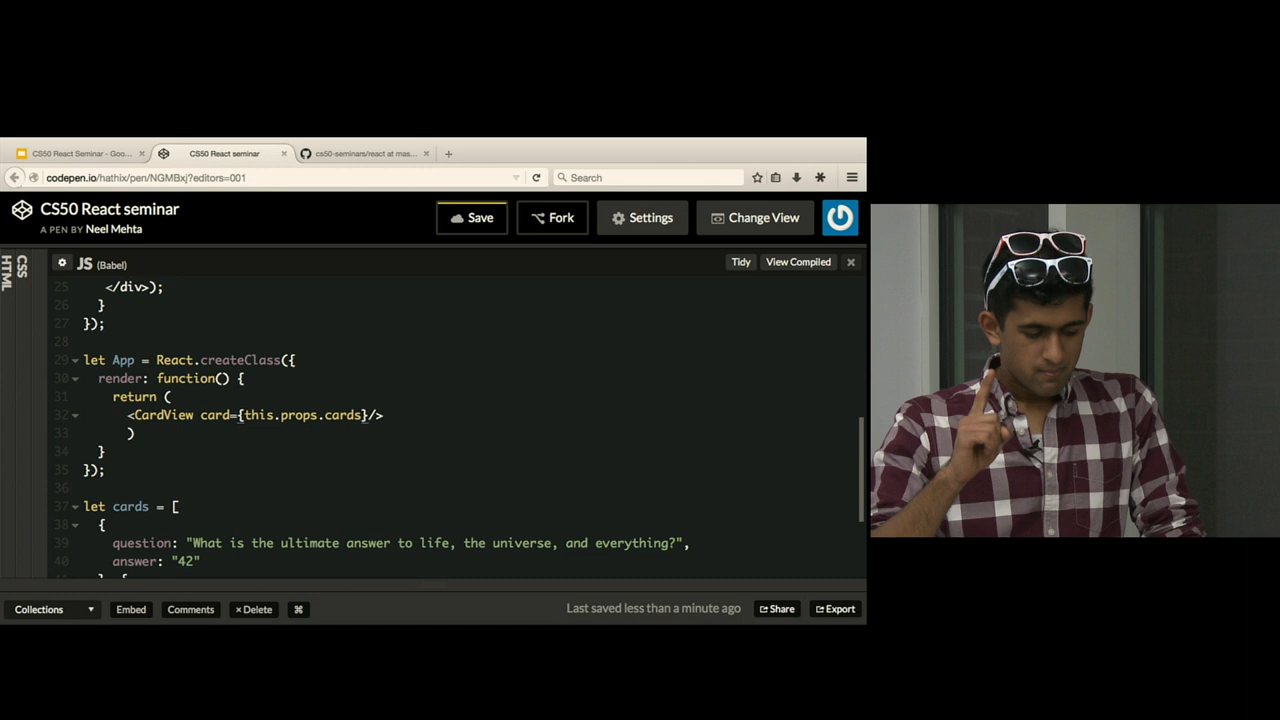 CS50 React Seminar - Goo...
CS50 React seminar
cs50-seminars/react at mas...
codepen.io/hathix/pen/NGMBxj?editors=001
Search
CS50 React seminar
A PEN BY Neel Mehta
Save
Fork
Settings
Change View
HTML
CSS
JS (Babel)
Tidy
View Compiled
25 </div>);
26 }
27 });
28
29 let App = React.createClass({
30 render: function() {
31 return (
32 <CardView card={this.props.cards}/>
33 )
34 }
35 });
36
37 let cards = [
38 {
39 question: "What is the ultimate answer to life, the universe, and everything?",
40 answer: "42"
Collections
Embed
Comments
× Delete
⌘
Last saved less than a minute ago
Share
Export